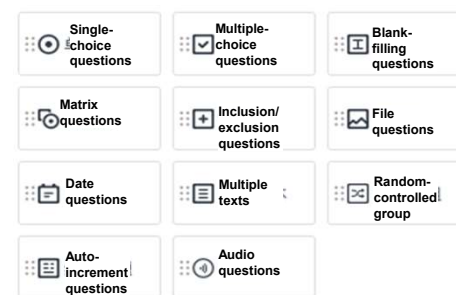 Single-
choice
questions
Multiple-
choice
questions
Blank-
filling
questions
Matrix
questions
Inclusion/
exclusion
questions
File
questions
Date
questions
Multiple
texts
Random-
controlled
group
Auto-
increment
questions
Audio
questions